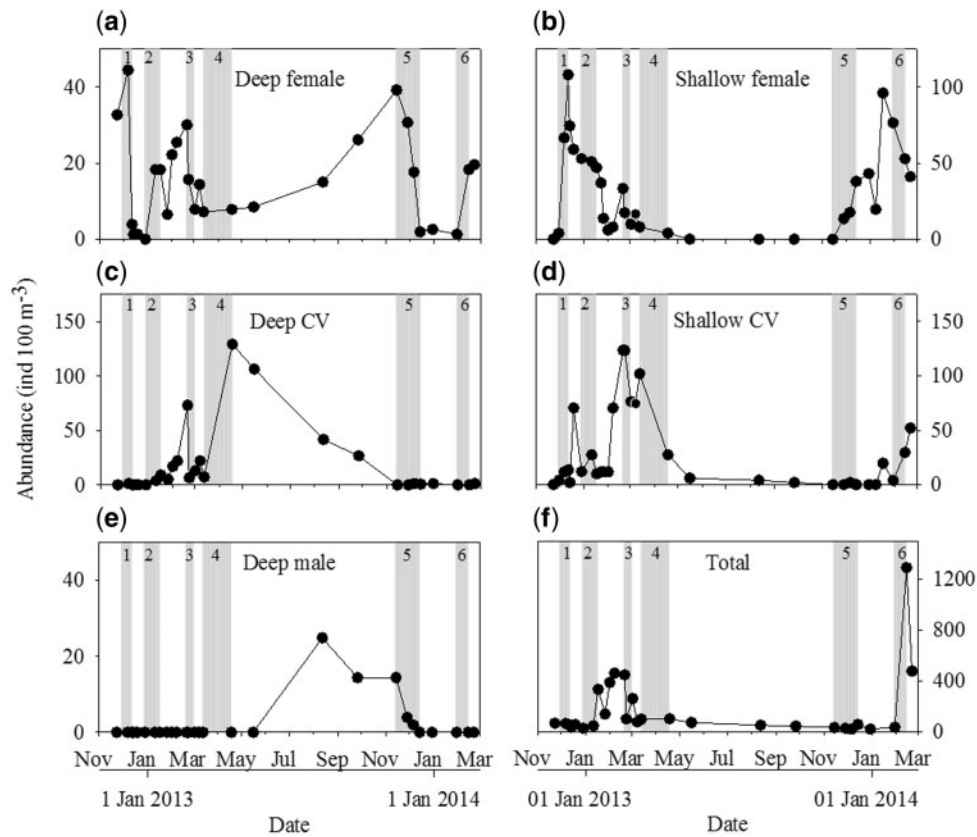 (a)
(b)
1 2 3 4 5 6
Deep female
40
20
0
1 2 3 4 5 6
Shallow female
100
50
0
(c)
(d)
Abundance (ind 100 m⁻³)
1 2 3 4 5 6
Deep CV
150
100
50
0
1 2 3 4 5 6
Shallow CV
150
100
50
0
(e)
(f)
1 2 3 4 5 6
Deep male
40
20
0
1 2 3 4 5 6
Total
1200
800
400
0
Nov Jan Mar May Jul Sep Nov Jan Mar
1 Jan 2013 1 Jan 2014
Date
Nov Jan Mar May Jul Sep Nov Jan Mar
01 Jan 2013 01 Jan 2014
Date